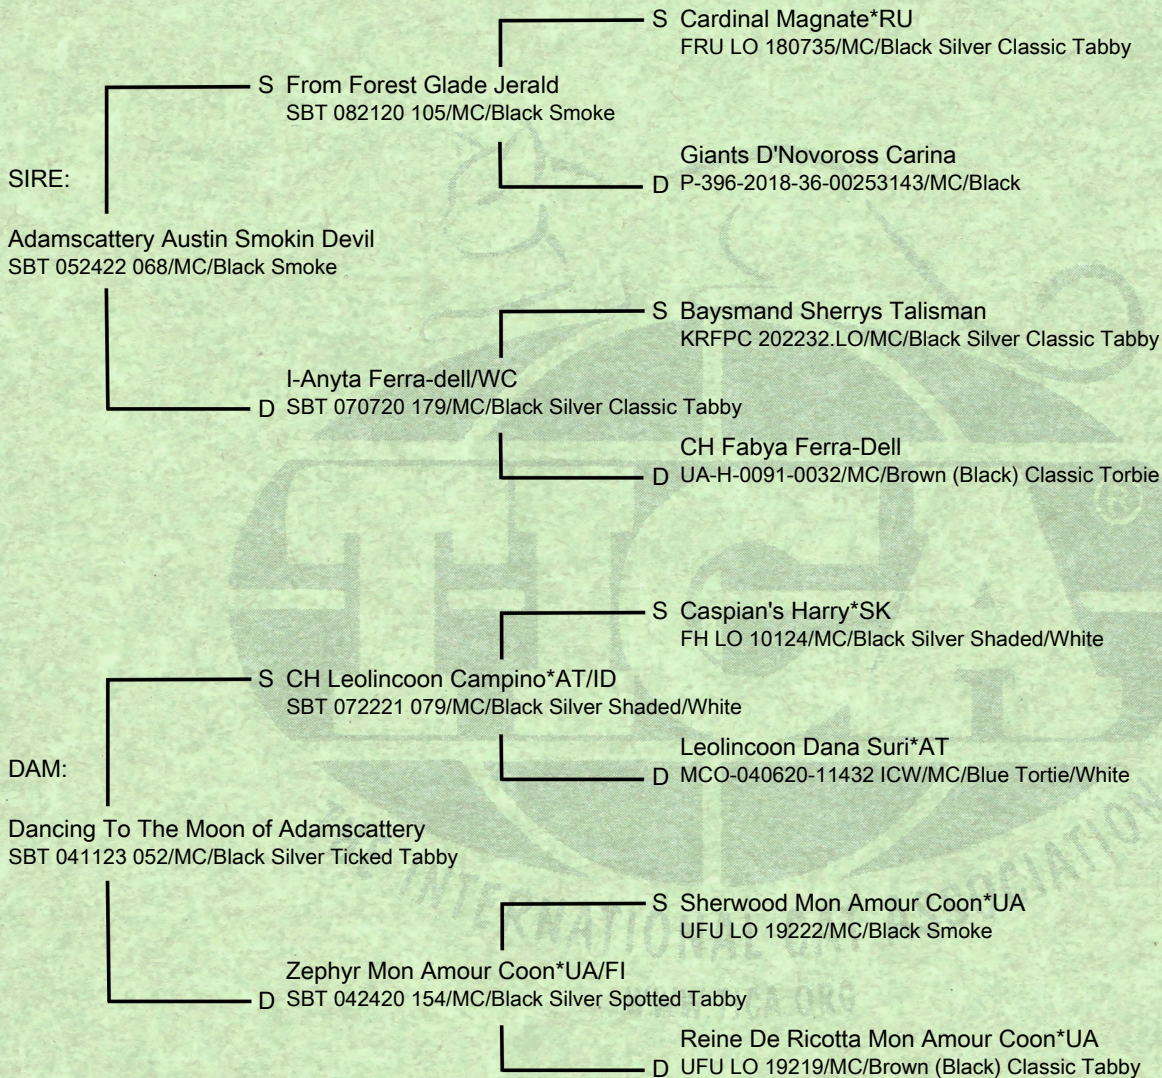 S Cardinal Magnate*RU
FRU LO 180735/MC/Black Silver Classic Tabby
S From Forest Glade Jerald
SBT 082120 105/MC/Black Smoke
Giants D'Novoross Carina
D P-396-2018-36-00253143/MC/Black
SIRE:
Adamscattery Austin Smokin Devil
SBT 052422 068/MC/Black Smoke
S Baysmand Sherrys Talisman
KRFPC 202232.LO/MC/Black Silver Classic Tabby
I-Anyta Ferra-dell/WC
D SBT 070720 179/MC/Black Silver Classic Tabby
CH Fabya Ferra-Dell
D UA-H-0091-0032/MC/Brown (Black) Classic Torbie
S Caspian's Harry*SK
FH LO 10124/MC/Black Silver Shaded/White
S CH Leolincoon Campino*AT/ID
SBT 072221 079/MC/Black Silver Shaded/White
Leolincoon Dana Suri*AT
D MCO-040620-11432 ICW/MC/Blue Tortie/White
DAM:
Dancing To The Moon of Adamscattery
SBT 041123 052/MC/Black Silver Ticked Tabby
S Sherwood Mon Amour Coon*UA
UFU LO 19222/MC/Black Smoke
Zephyr Mon Amour Coon*UA/FI
D SBT 042420 154/MC/Black Silver Spotted Tabby
Reine De Ricotta Mon Amour Coon*UA
D UFU LO 19219/MC/Brown (Black) Classic Tabby
TICA
®
THE INTERNATIONAL CAT ASSOCIATION
WWW.TICA.ORG